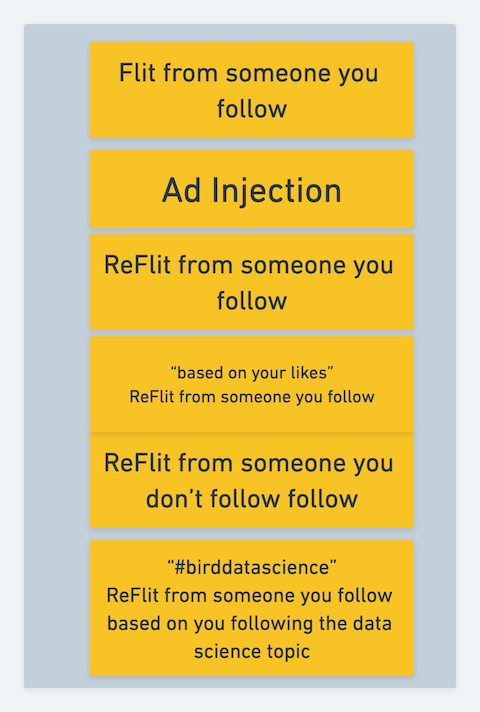 Flit from someone you
follow
Ad Injection
ReFlit from someone you
follow
“based on your likes”
ReFlit from someone you follow
ReFlit from someone you
don’t follow follow
“#birddatascience”
ReFlit from someone you follow
based on you following the data
science topic